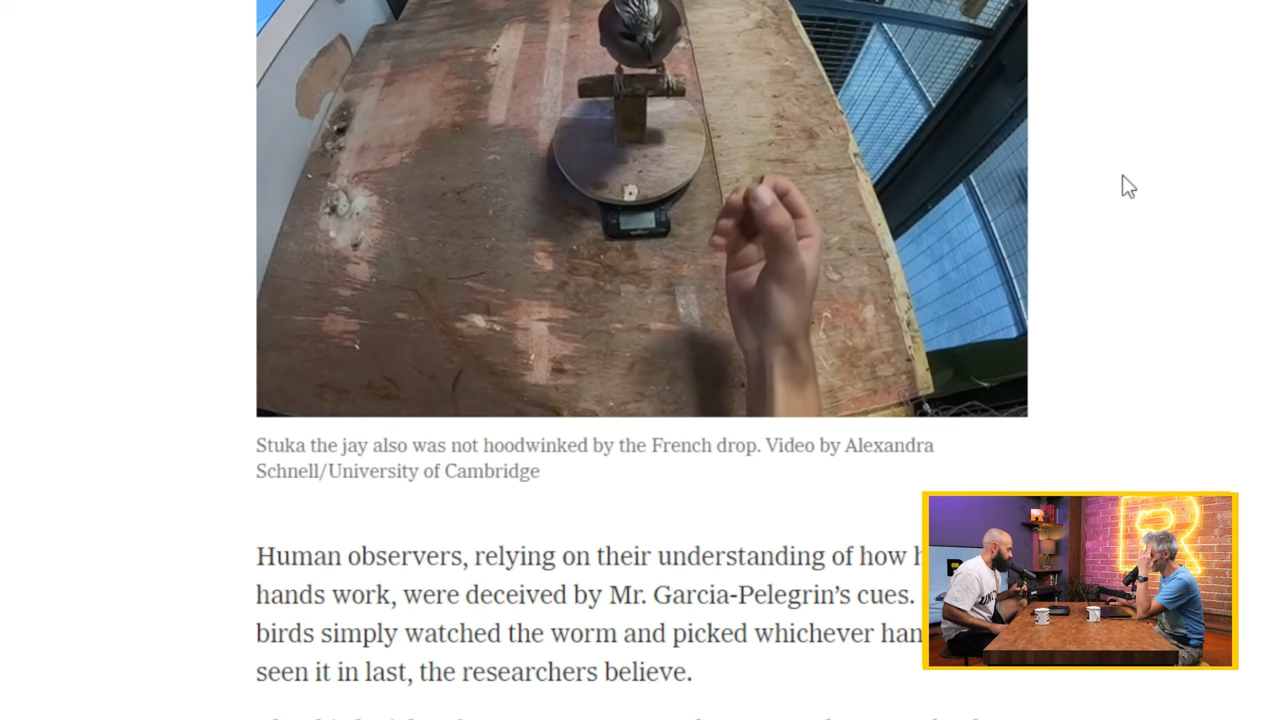 Stuka the jay also was not hoodwinked by the French drop. Video by Alexandra
Schnell/University of Cambridge
Human observers, relying on their understanding of how
hands work, were deceived by Mr. Garcia-Pelegrin's cues.
birds simply watched the worm and picked whichever
seen it in last, the researchers believe.
R